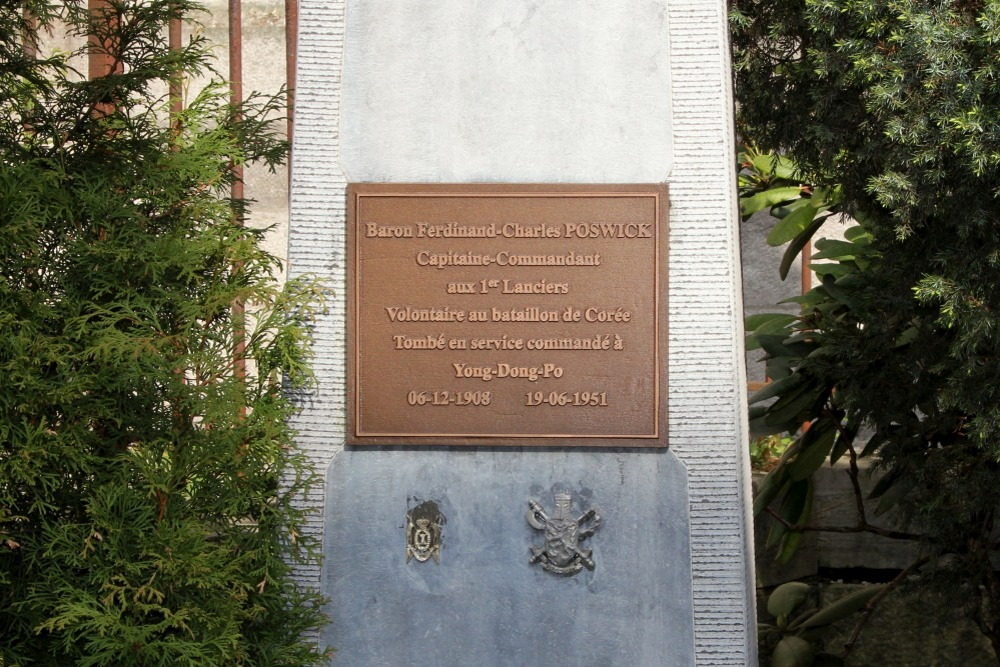 Baron Ferdinand-Charles POSWICK
Capitaine-Commandant
aux 1er Lanciers
Volontaire au bataillon de Corée
Tombé en service commandé à
Yong-Dong-Po
06-12-1908 19-06-1951